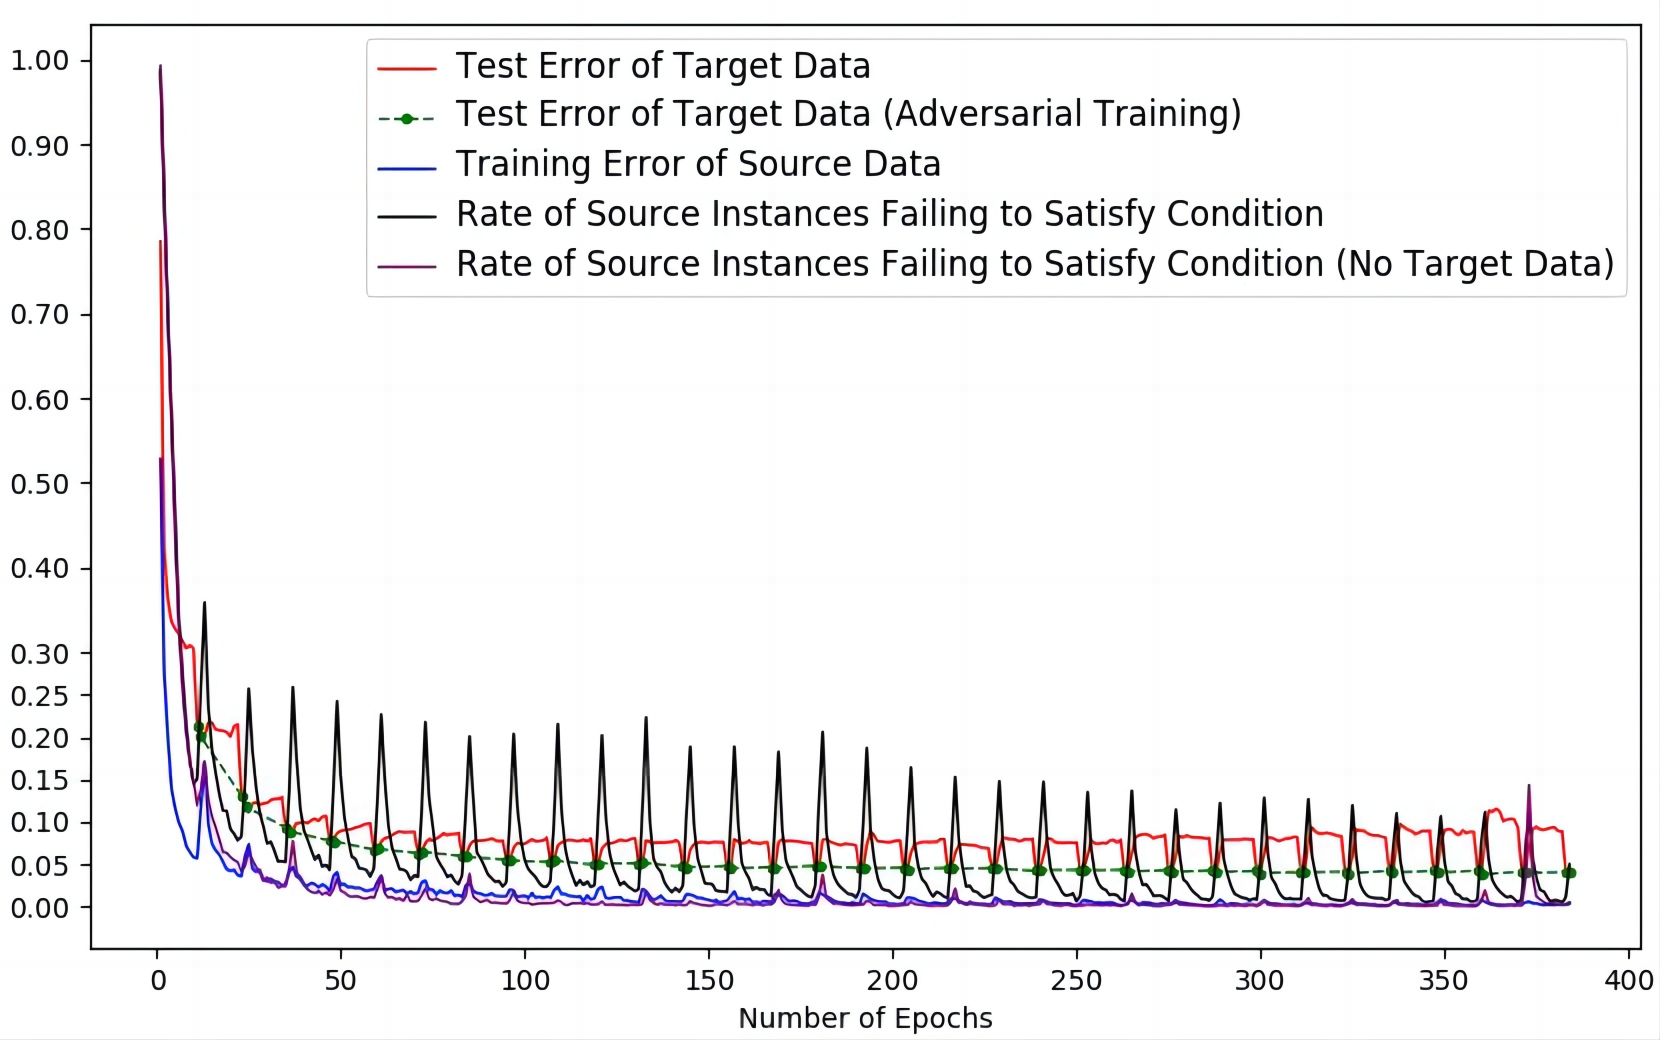 1.00
0.90
0.80
0.70
0.60
0.50
0.40
0.30
0.25
0.20
0.15
0.10
0.05
0.00
Test Error of Target Data
Test Error of Target Data (Adversarial Training)
Training Error of Source Data
Rate of Source Instances Failing to Satisfy Condition
Rate of Source Instances Failing to Satisfy Condition (No Target Data)
0 50 100 150 200 250 300 350 400
Number of Epochs